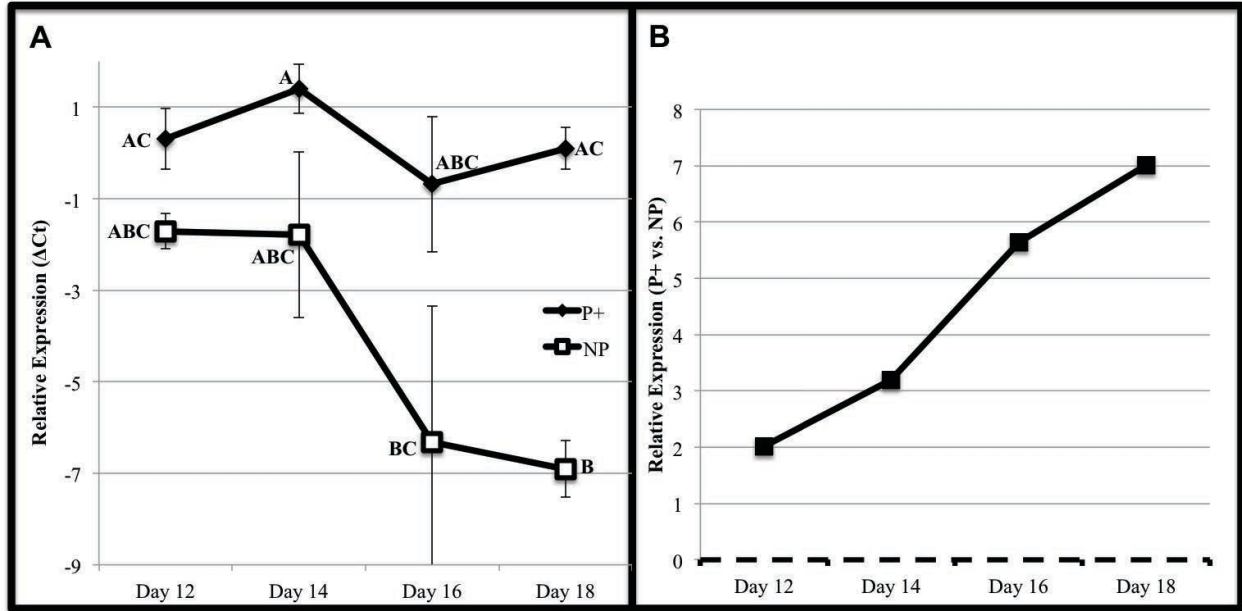 A
Relative Expression (ΔCt)
1
-1
-3
-5
-7
-9
AC
A
ABC
AC
ABC
ABC
BC
B
P+
NP
Day 12 Day 14 Day 16 Day 18
B
Relative Expression (P+ vs. NP)
8
7
6
5
4
3
2
1
0
Day 12 Day 14 Day 16 Day 18